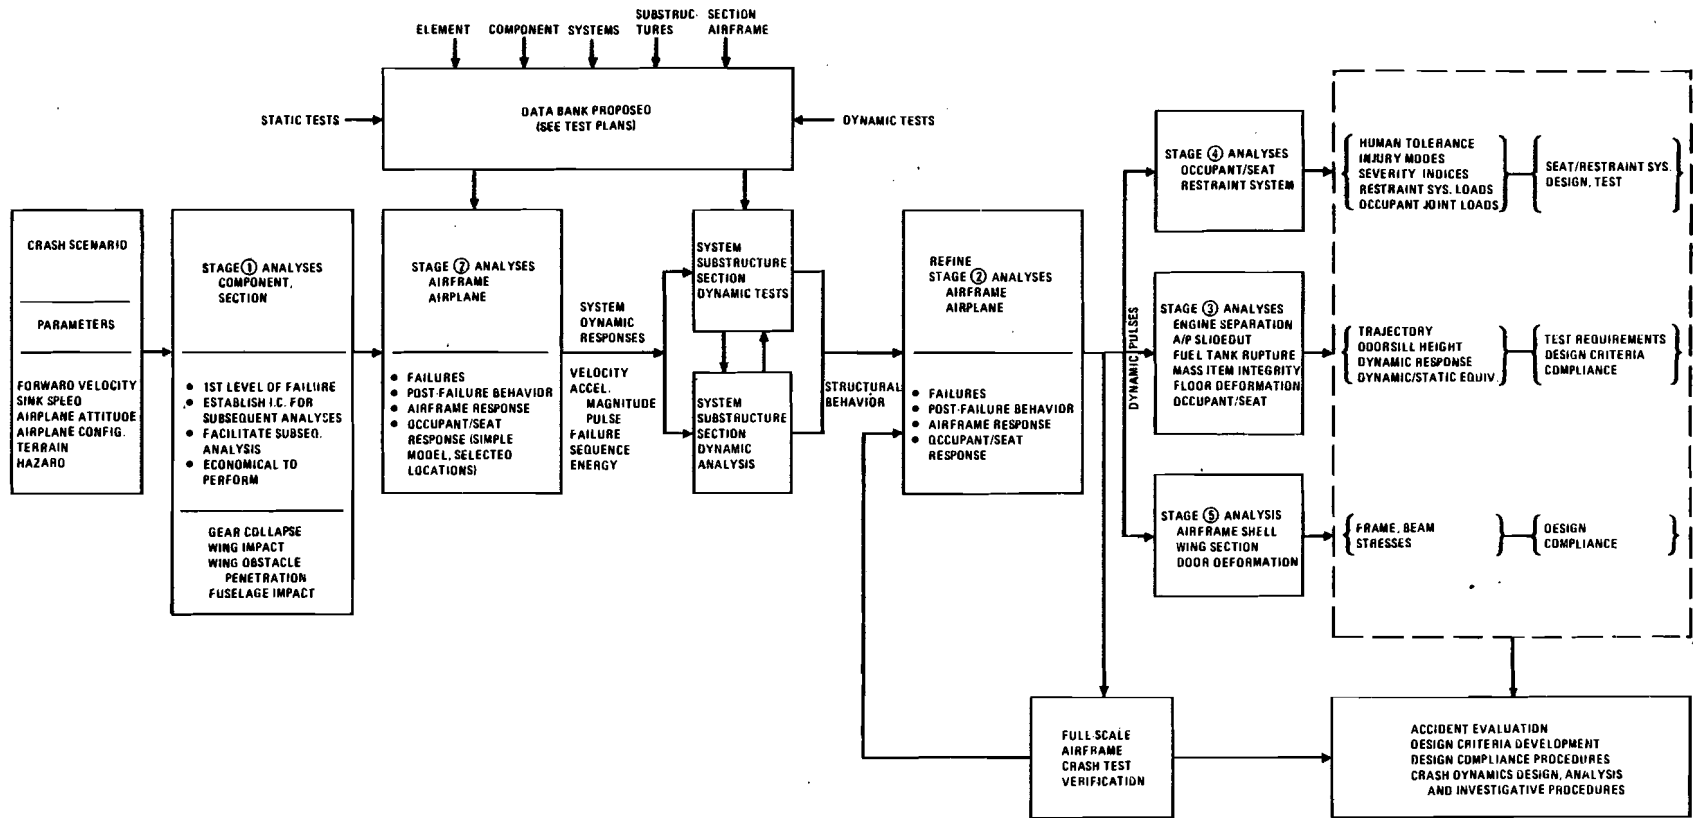 ELEMENT
COMPONENT
SYSTEMS
SUBSTRUC-
TURES
SECTION
AIRFRAME
STATIC TESTS
DATA BANK PROPOSED
(SEE TEST PLANS)
DYNAMIC TESTS
CRASH SCENARIO
PARAMETERS
FORWARD VELOCITY
SINK SPEED
AIRPLANE ATTITUDE
AIRPLANE CONFIG.
TERRAIN
HAZARD
STAGE ① ANALYSES
COMPONENT,
SECTION
● 1ST LEVEL OF FAILURE
● ESTABLISH I.C. FOR
SUBSEQUENT ANALYSES
● FACILITATE SUBSEQ.
ANALYSIS
● ECONOMICAL TO
PERFORM
GEAR COLLAPSE
WING IMPACT
WING OBSTACLE
PENETRATION
FUSELAGE IMPACT
STAGE ② ANALYSES
AIRFRAME
AIRPLANE
● FAILURES
● POST-FAILURE BEHAVIOR
● AIRFRAME RESPONSE
● OCCUPANT/SEAT
RESPONSE (SIMPLE
MODEL, SELECTED
LOCATIONS)
SYSTEM
DYNAMIC
RESPONSES
VELOCITY
ACCEL.
MAGNITUDE
PULSE
FAILURE
SEQUENCE
ENERGY
SYSTEM
SUBSTRUCTURE
SECTION
DYNAMIC TESTS
SYSTEM
SUBSTRUCTURE
SECTION
DYNAMIC
ANALYSIS
STRUCTURAL
BEHAVIOR
REFINE
STAGE ② ANALYSES
AIRFRAME
AIRPLANE
● FAILURES
● POST-FAILURE BEHAVIOR
● AIRFRAME RESPONSE
● OCCUPANT/SEAT
RESPONSE
DYNAMIC PULSES
STAGE ④ ANALYSES
OCCUPANT/SEAT
RESTRAINT SYSTEM
HUMAN TOLERANCE
INJURY MODES
SEVERITY INDICES
RESTRAINT SYS. LOADS
OCCUPANT JOINT LOADS
SEAT/RESTRAINT SYS.
DESIGN, TEST
STAGE ③ ANALYSES
ENGINE SEPARATION
A/P SLIDEOUT
FUEL TANK RUPTURE
MASS ITEM INTEGRITY
FLOOR DEFORMATION
OCCUPANT/SEAT
TRAJECTORY
DOORSILL HEIGHT
DYNAMIC RESPONSE
DYNAMIC/STATIC EQUIV.
TEST REQUIREMENTS
DESIGN CRITERIA
COMPLIANCE
STAGE ⑤ ANALYSIS
AIRFRAME SHELL
WING SECTION
DOOR DEFORMATION
FRAME, BEAM
STRESSES
DESIGN
COMPLIANCE
FULL-SCALE
AIRFRAME
CRASH TEST
VERIFICATION
ACCIDENT EVALUATION
DESIGN CRITERIA DEVELOPMENT
DESIGN COMPLIANCE PROCEDURES
CRASH DYNAMICS DESIGN, ANALYSIS
AND INVESTIGATIVE PROCEDURES